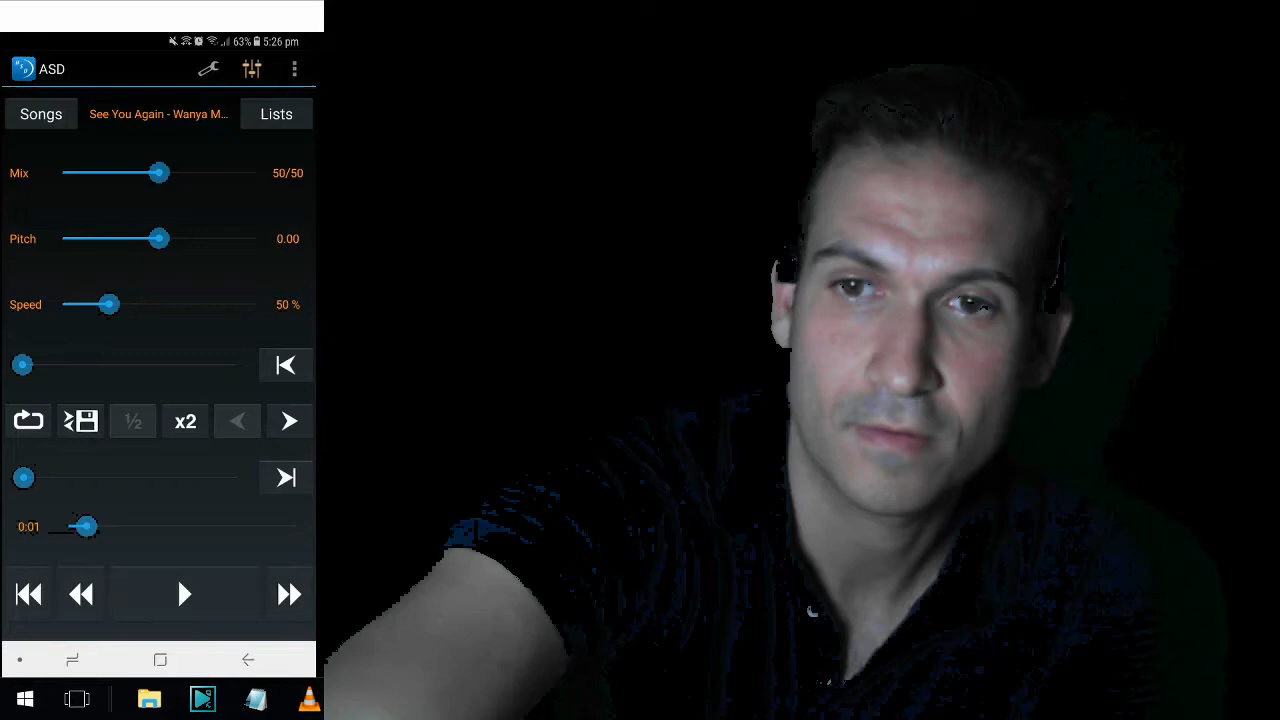 63% 5:26 pm
ASD
Songs See You Again - Wanya M... Lists
Mix 50/50
Pitch 0.00
Speed 50 %
½ x2
0:01